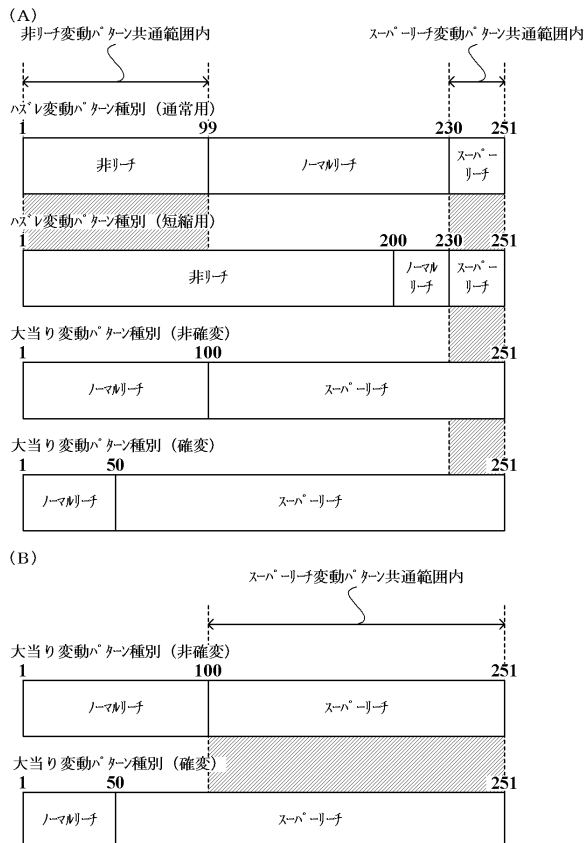 (A)
非リーチ変動パターン共通範囲内
スーパーリーチ変動パターン共通範囲内
ハズレ変動パターン種別（通常用）
1 99 230 251
非リーチ ノーマルリーチ スーパー
リーチ
ハズレ変動パターン種別（短縮用）
1 200 230 251
非リーチ ノーマル
リーチ スーパー
リーチ
大当り変動パターン種別（非確変）
1 100 251
ノーマルリーチ スーパーリーチ
大当り変動パターン種別（確変）
1 50 251
ノーマルリーチ スーパーリーチ
(B)
スーパーリーチ変動パターン共通範囲内
大当り変動パターン種別（非確変）
1 100 251
ノーマルリーチ スーパーリーチ
大当り変動パターン種別（確変）
1 50 251
ノーマルリーチ スーパーリーチ